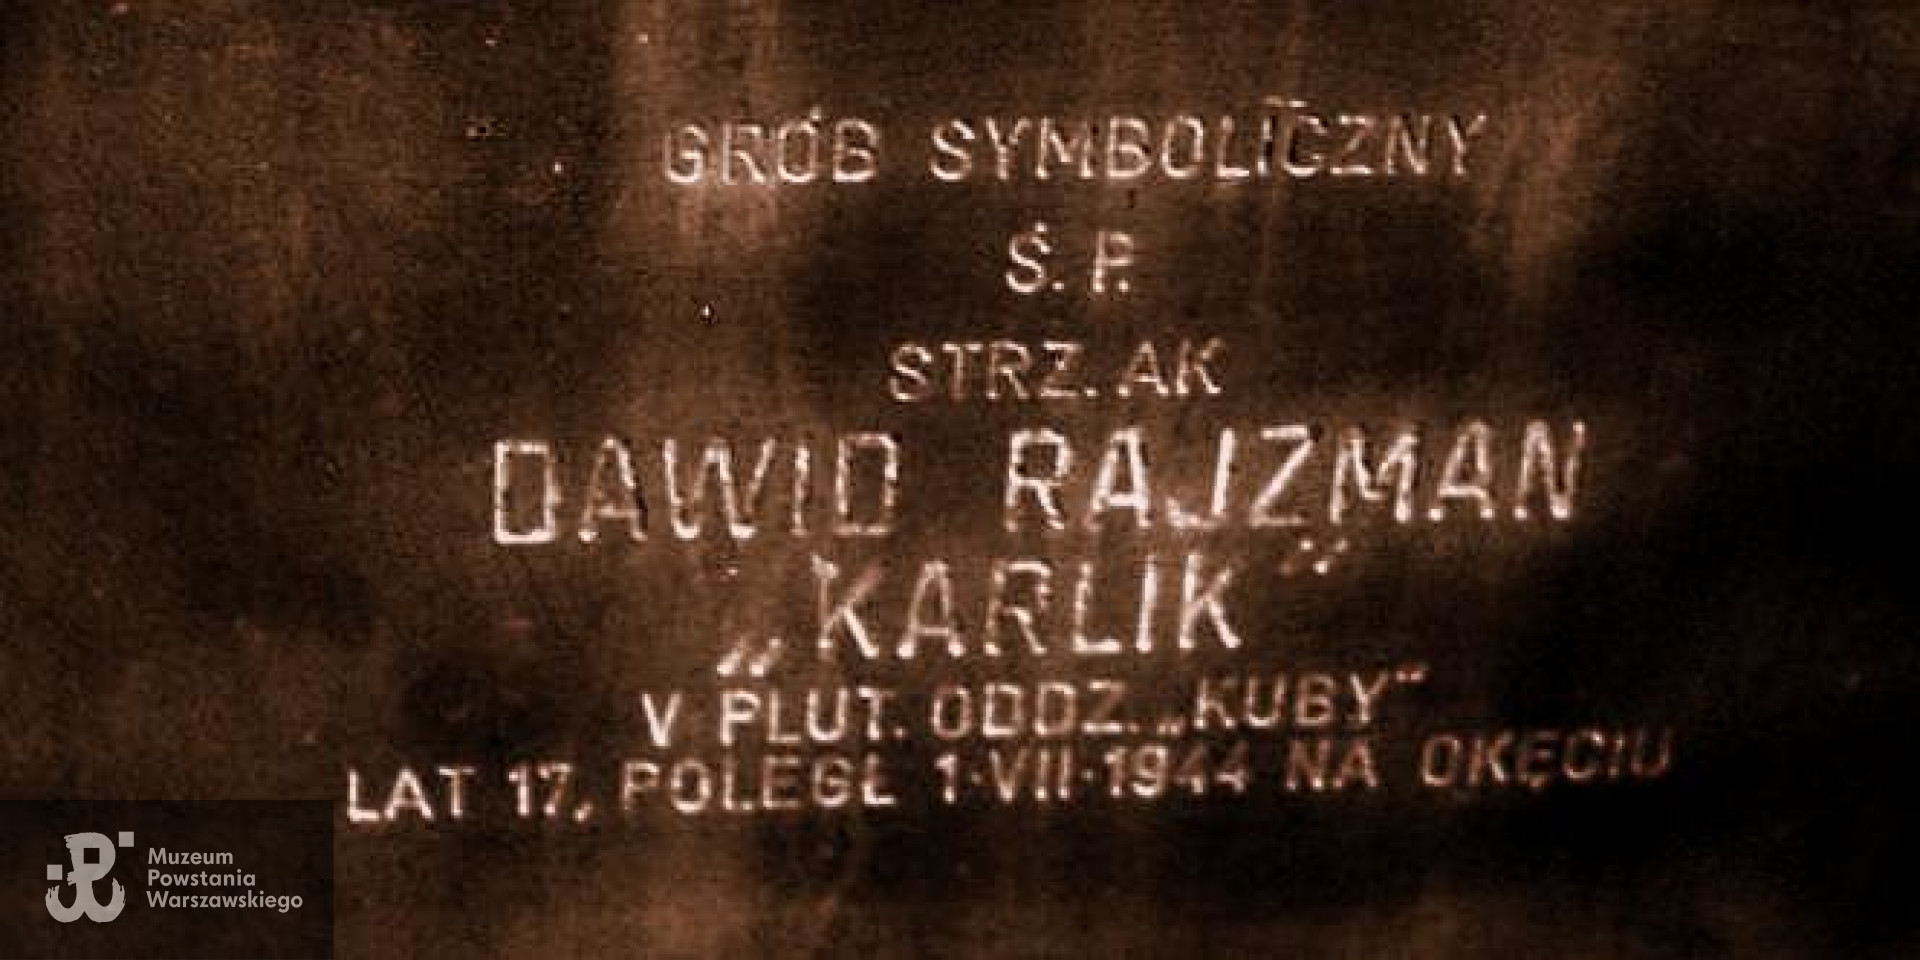 GRÓB SYMBOLICZNY
Ś. P.
STRZ. AK
DAWID RAJZMAN
„KARLIK”
V PLUT. ODDZ. „KUBY”
LAT 17, POLEGŁ 1·VII·1944 NA OKĘCIU
Muzeum
Powstania
Warszawskiego